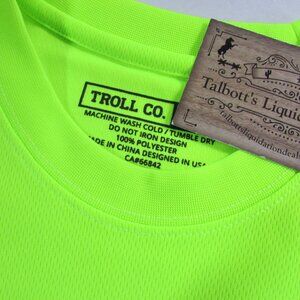 TROLL CO.
MACHINE WASH COLD / TUMBLE DRY
DO NOT IRON DESIGN
100% POLYESTER
MADE IN CHINA DESIGNED IN USA
CA#66842
Talbott's Liquid
talbottsliquidationdeal